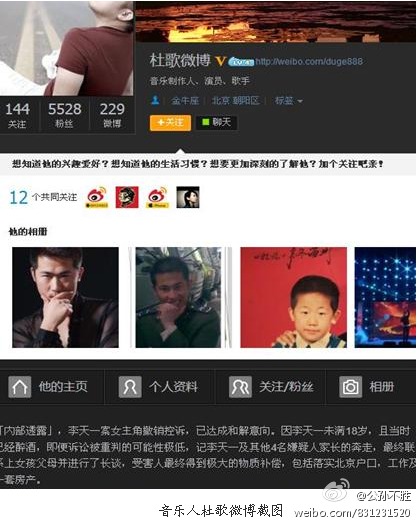 杜歌微博
http://weibo.com/duge888
音乐制作人、演员、歌手
金牛座 北京 朝阳区 标签
144 5528 229
关注 粉丝 微博
+关注 聊天
想知道他的兴趣爱好？想知道他的生活习惯？想要更加深刻的了解他？加个关注吧亲！
12 个共同关注
他的相册
他的主页 个人资料 关注/粉丝 相册
「内部透露」，李天一案女主角撤销控诉，已达成和解意向。因李天一未满18岁，且当时
已经醉酒，即便诉讼被重判的可能性极低，记李天一及其他4名嫌疑人家长的奔走，最终联
系上女孩父母并进行了长谈，受害人最终得到极大的物质补偿，包括落实北京户口，工作及
一套房产。
@公孙不胜
音乐人杜歌微博截图 weibo.com/831231520